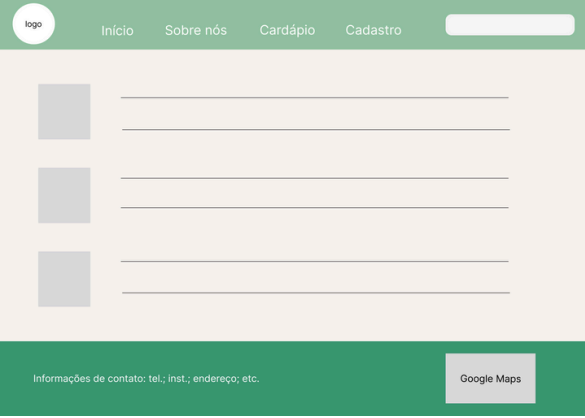 logo
Início
Sobre nós
Cardápio
Cadastro
Informações de contato: tel.; inst.; endereço; etc.
Google Maps